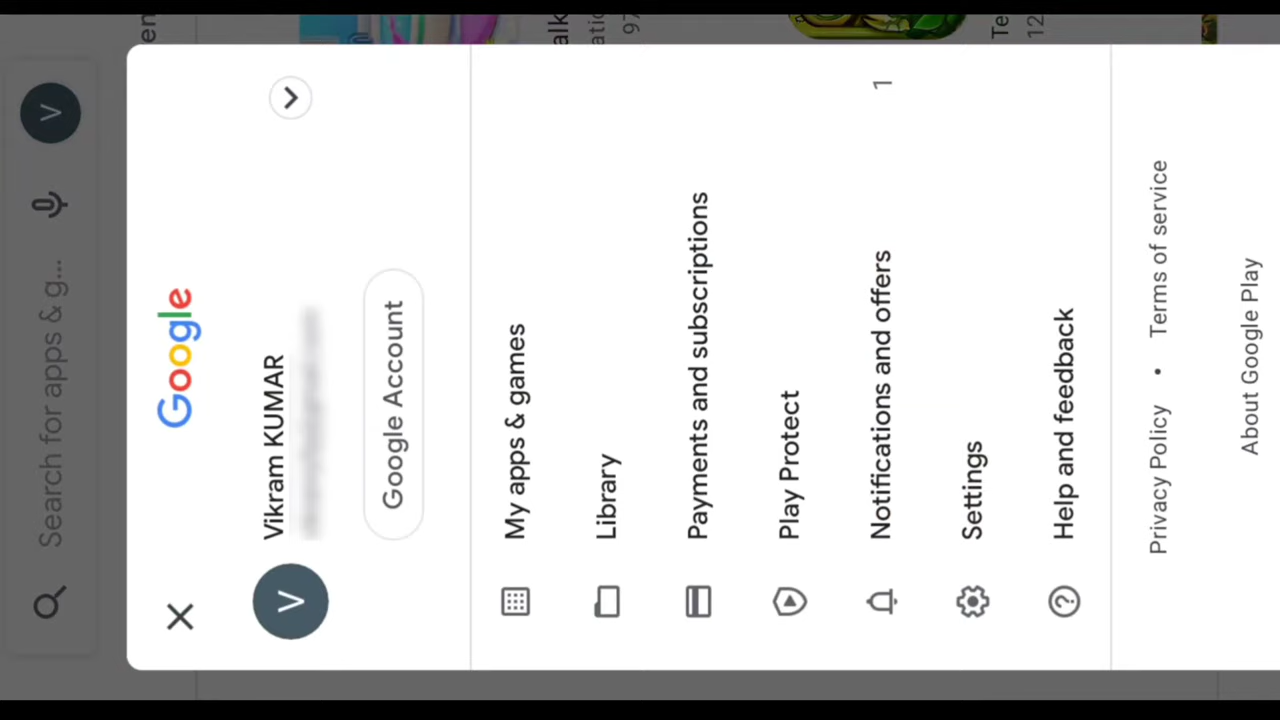 Search for apps & g...
V
Google
Vikram KUMAR
V
Google Account
My apps & games
Library
Payments and subscriptions
Play Protect
Notifications and offers
1
Settings
Help and feedback
Privacy Policy • Terms of service
About Google Play